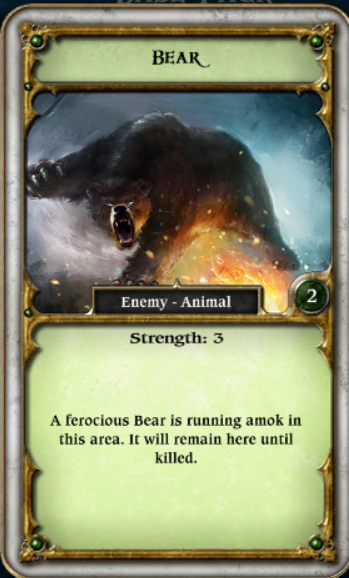 BEAR
Enemy - Animal
2
Strength: 3
A ferocious Bear is running amok in
this area. It will remain here until
killed.